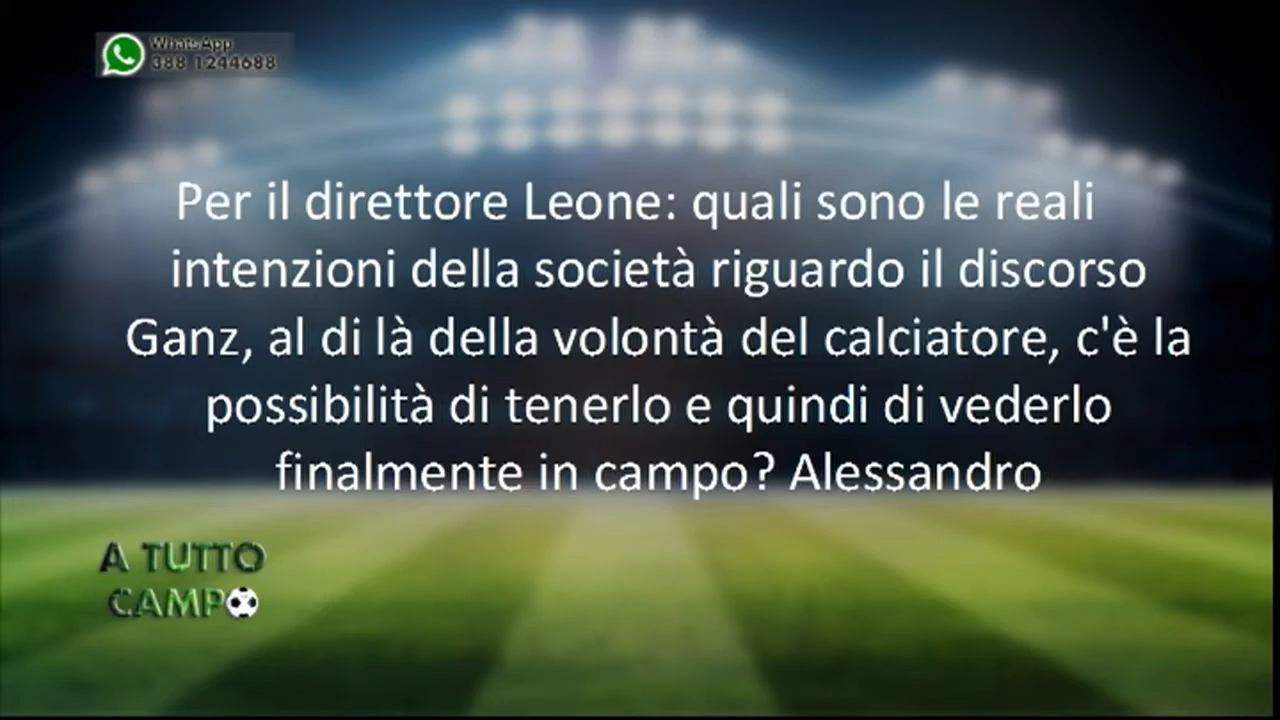 WhatsApp
388 1244688
Per il direttore Leone: quali sono le reali
intenzioni della società riguardo il discorso
Ganz, al di là della volontà del calciatore, c'è la
possibilità di tenerlo e quindi di vederlo
finalmente in campo? Alessandro
A TUTTO
CAMPO